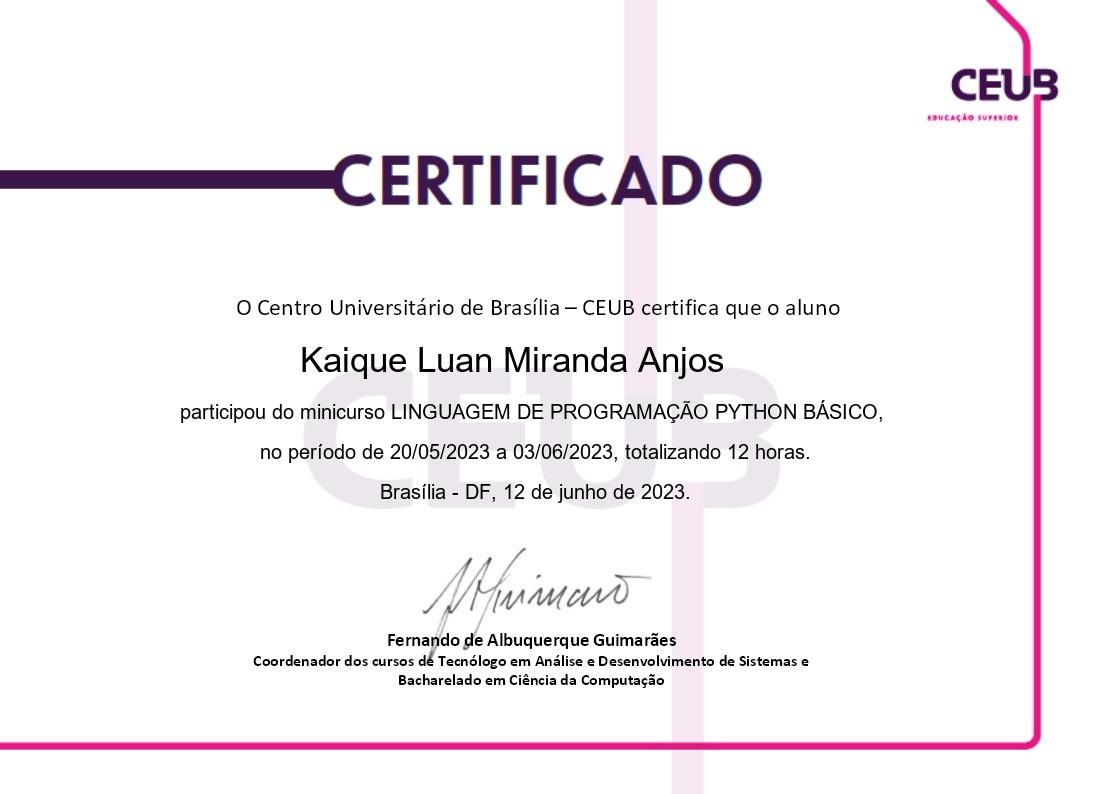 CEUB
EDUCAÇÃO SUPERIOR
CERTIFICADO
O Centro Universitário de Brasília – CEUB certifica que o aluno
Kaique Luan Miranda Anjos
participou do minicurso LINGUAGEM DE PROGRAMAÇÃO PYTHON BÁSICO,
no período de 20/05/2023 a 03/06/2023, totalizando 12 horas.
Brasília - DF, 12 de junho de 2023.
CEUB
Fernando de Albuquerque Guimarães
Coordenador dos cursos de Tecnólogo em Análise e Desenvolvimento de Sistemas e
Bacharelado em Ciência da Computação